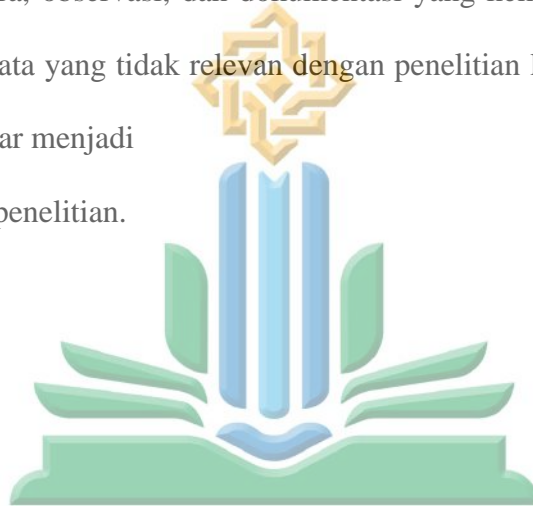 observasi, dan dokumentasi yang
ata yang tidak relevan dengan penelitian
ar menjadi
penelitian.